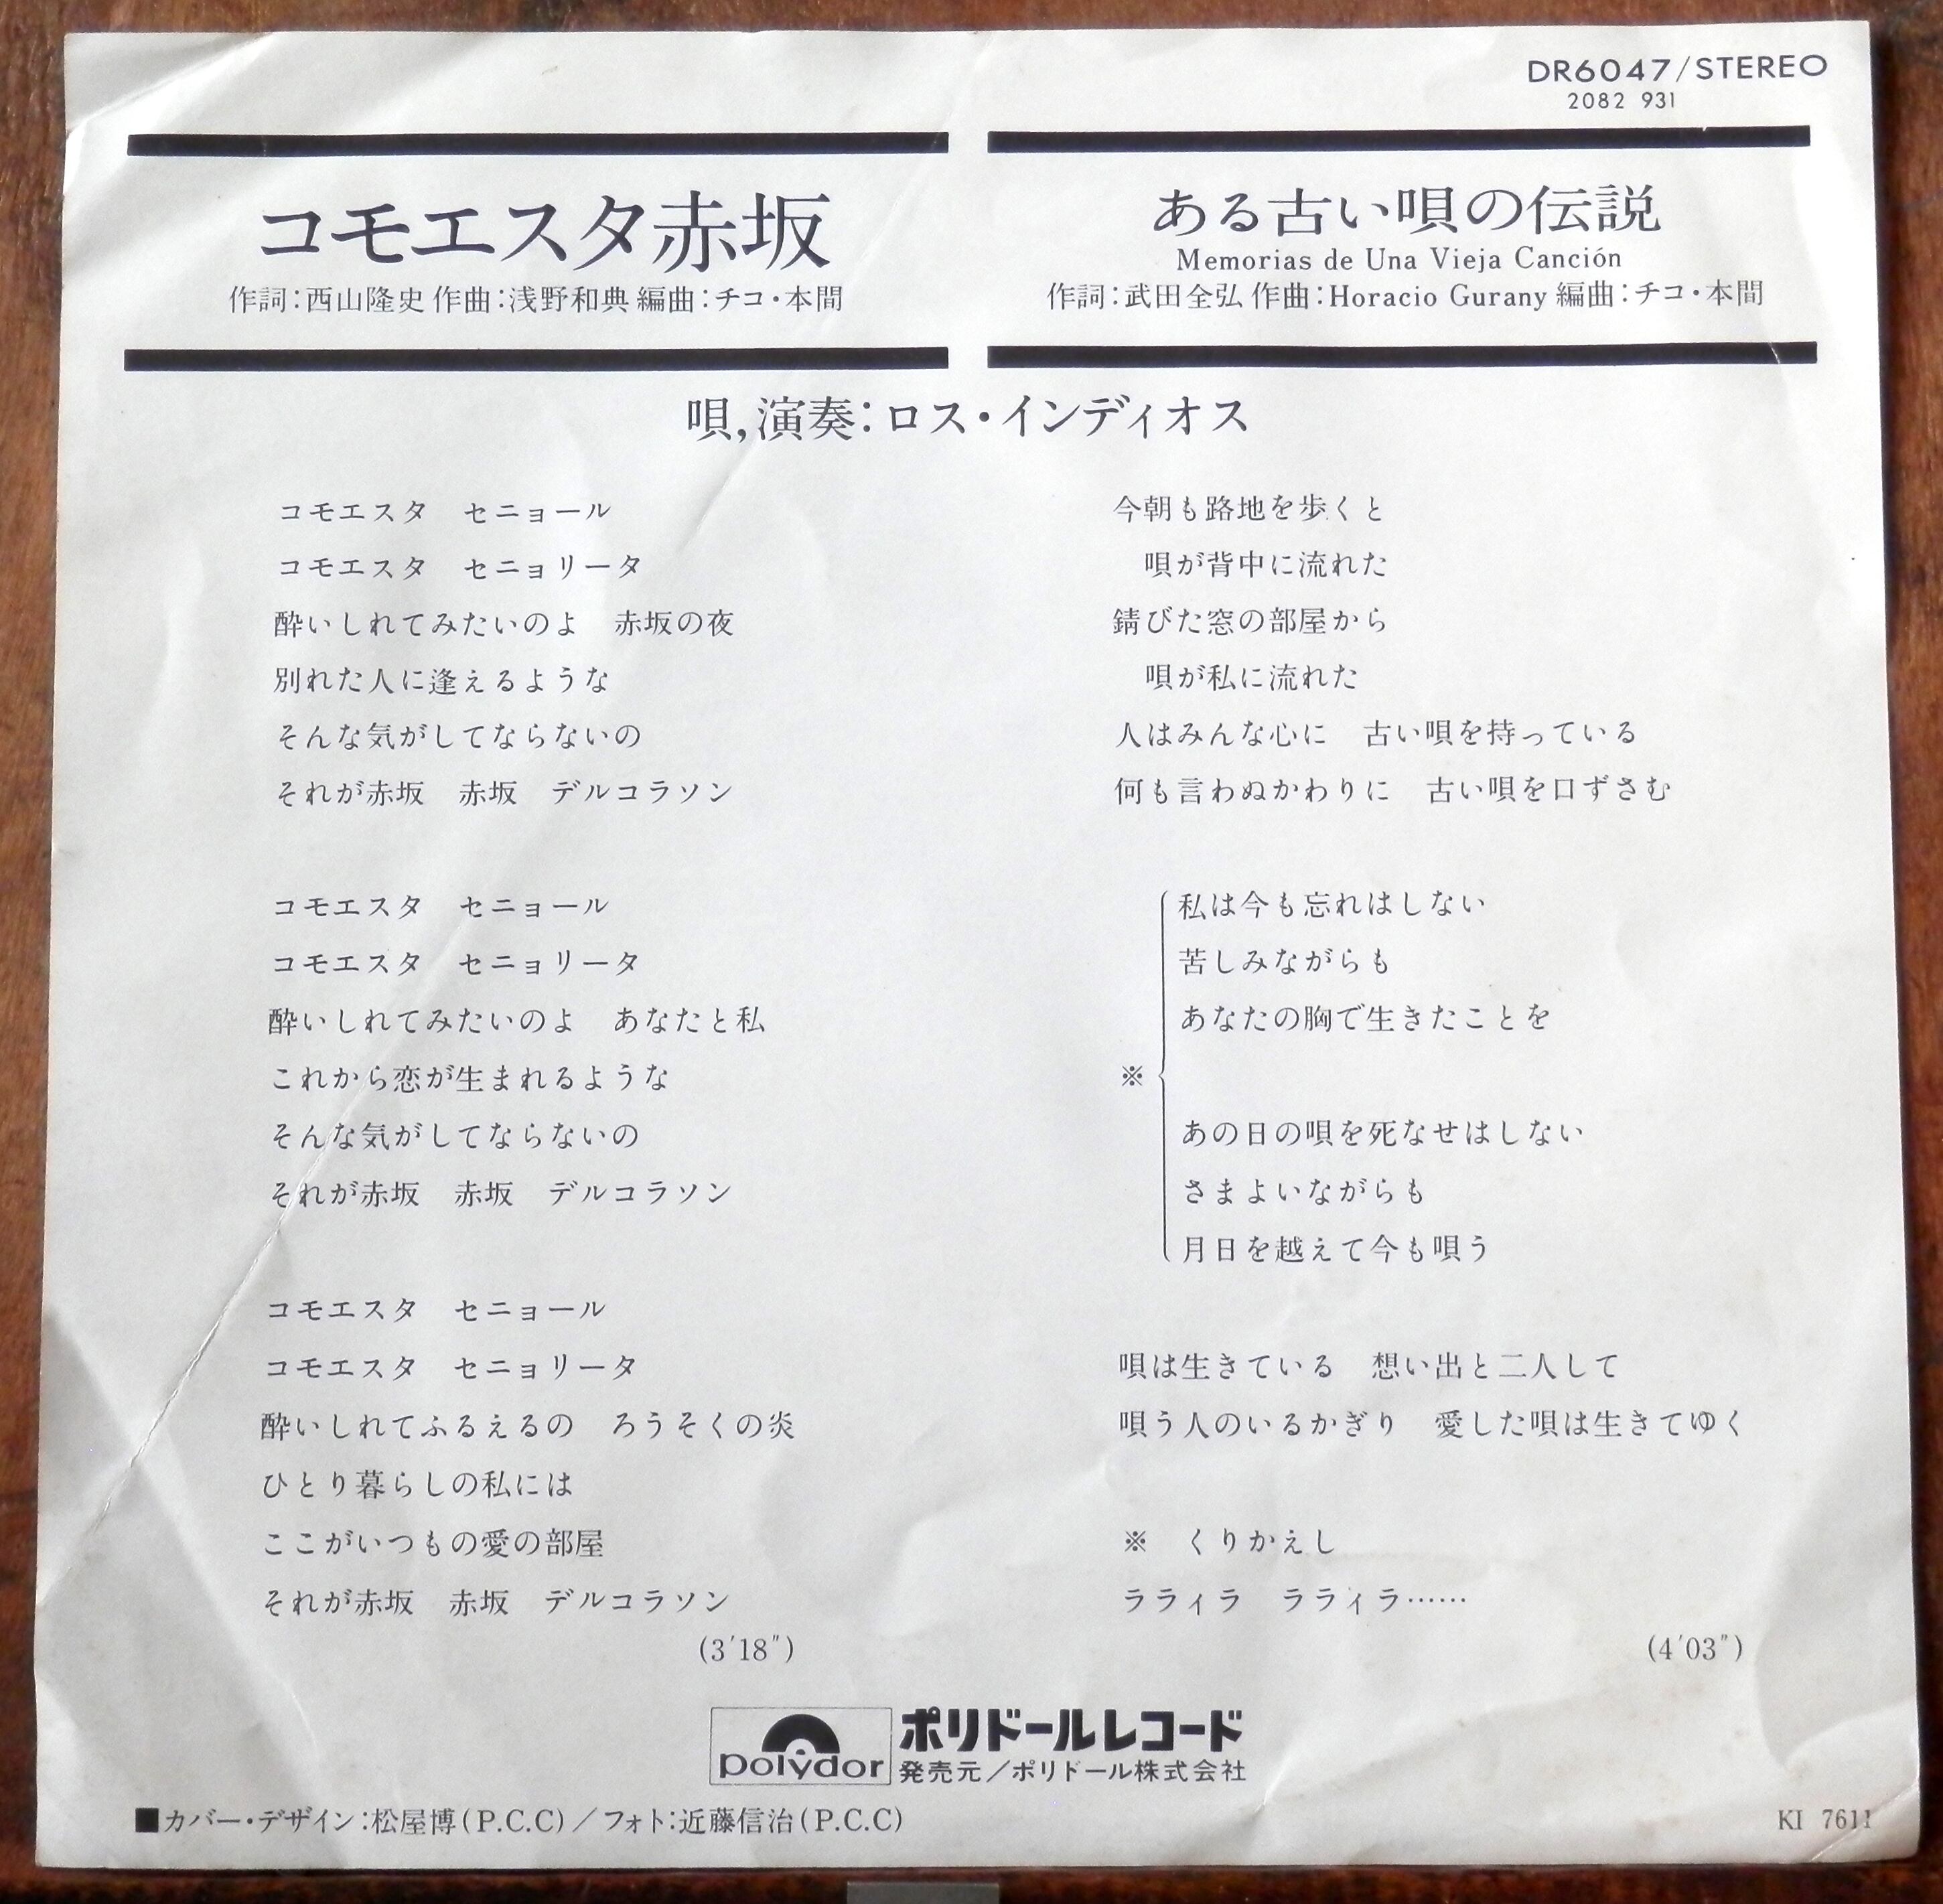 DR6047/STEREO
2082 931
コモエスタ赤坂
作詞:西山隆史 作曲:浅野和典 編曲:チコ・本間
ある古い唄の伝説
Memorias de Una Vieja Canción
作詞:武田全弘 作曲:Horacio Gurany 編曲:チコ・本間
唄,演奏:ロス・インディオス
コモエスタ　セニョール
コモエスタ　セニョリータ
酔いしれてみたいのよ　赤坂の夜
別れた人に逢えるような
そんな気がしてならないの
それが赤坂　赤坂　デルコラソン
コモエスタ　セニョール
コモエスタ　セニョリータ
酔いしれてみたいのよ　あなたと私
これから恋が生まれるような
そんな気がしてならないの
それが赤坂　赤坂　デルコラソン
コモエスタ　セニョール
コモエスタ　セニョリータ
酔いしれてふるえるの　ろうそくの炎
ひとり暮らしの私には
ここがいつもの愛の部屋
それが赤坂　赤坂　デルコラソン
(3′18″)
今朝も路地を歩くと
唄が背中に流れた
錆びた窓の部屋から
唄が私に流れた
人はみんな心に　古い唄を持っている
何も言わぬかわりに　古い唄を口ずさむ
私は今も忘れはしない
苦しみながらも
あなたの胸で生きたことを
※
あの日の唄を死なせはしない
さまよいながらも
月日を越えて今も唄う
唄は生きている　想い出と二人して
唄う人のいるかぎり　愛した唄は生きてゆく
※　くりかえし
ラライラ　ラライラ……
(4′03″)
polydor
ポリドールレコード
発売元／ポリドール株式会社
■カバー・デザイン:松屋博(P.C.C)／フォト:近藤信治(P.C.C)
KI 7611